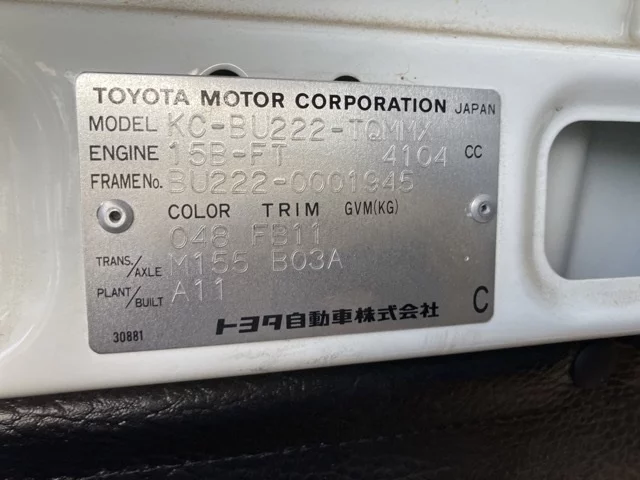 TOYOTA MOTOR CORPORATION JAPAN
MODEL KC-BU222-TQMMX
ENGINE 15B-FT 4104 CC
FRAME No. BU222-0001945
COLOR TRIM GVM(KG)
048 FB11
TRANS./AXLE M155 B03A
PLANT/BUILT A11
トヨタ自動車株式会社 C
30881